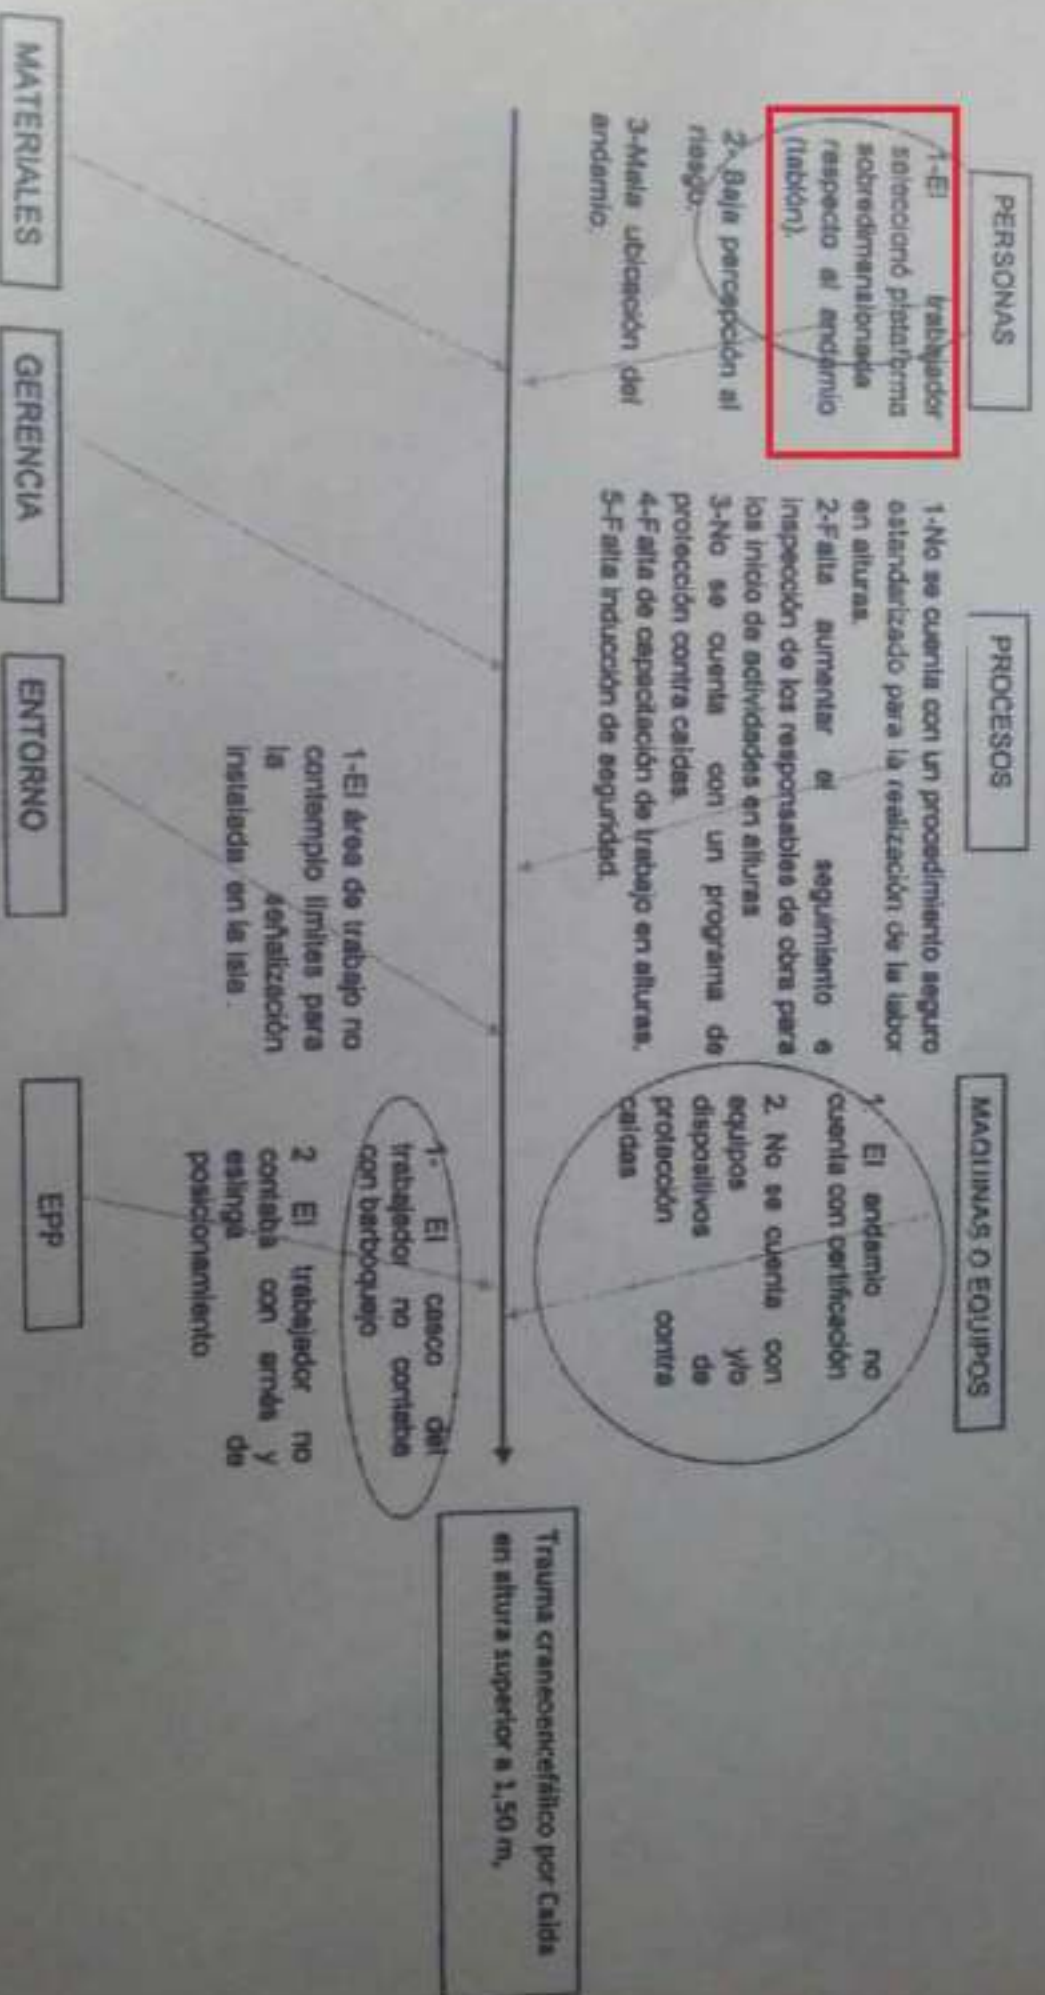 PERSONAS
1-El trabajador
seleccionó plataforma
sobredimensionada
respecto al andamio
(tablón).
2- Baja percepción al
riesgo.
3-Mala ubicación del
andamio.
PROCESOS
1-No se cuenta con un procedimiento seguro
estandarizado para la realización de la labor
en alturas.
2-Falta aumentar el seguimiento e
inspección de los responsables de obra para
los inicio de actividades en alturas
3-No se cuenta con un programa de
protección contra caídas.
4-Falta de capacitación de trabajo en alturas.
5-Falta inducción de seguridad.
MAQUINAS O EQUIPOS
1. El andamio no
cuenta con certificación
2. No se cuenta con
equipos y/o
dispositivos de
protección contra
caídas
Trauma craneoencefálico por Caída
en altura superior a 1,50 m,
1-El área de trabajo no
contemplo límites para
la señalización
instalada en la isla.
1- El casco del
trabajador no contaba
con barboquejo
2 El trabajador no
contaba con arnés y
eslinga de
posicionamiento
MATERIALES
GERENCIA
ENTORNO
EPP